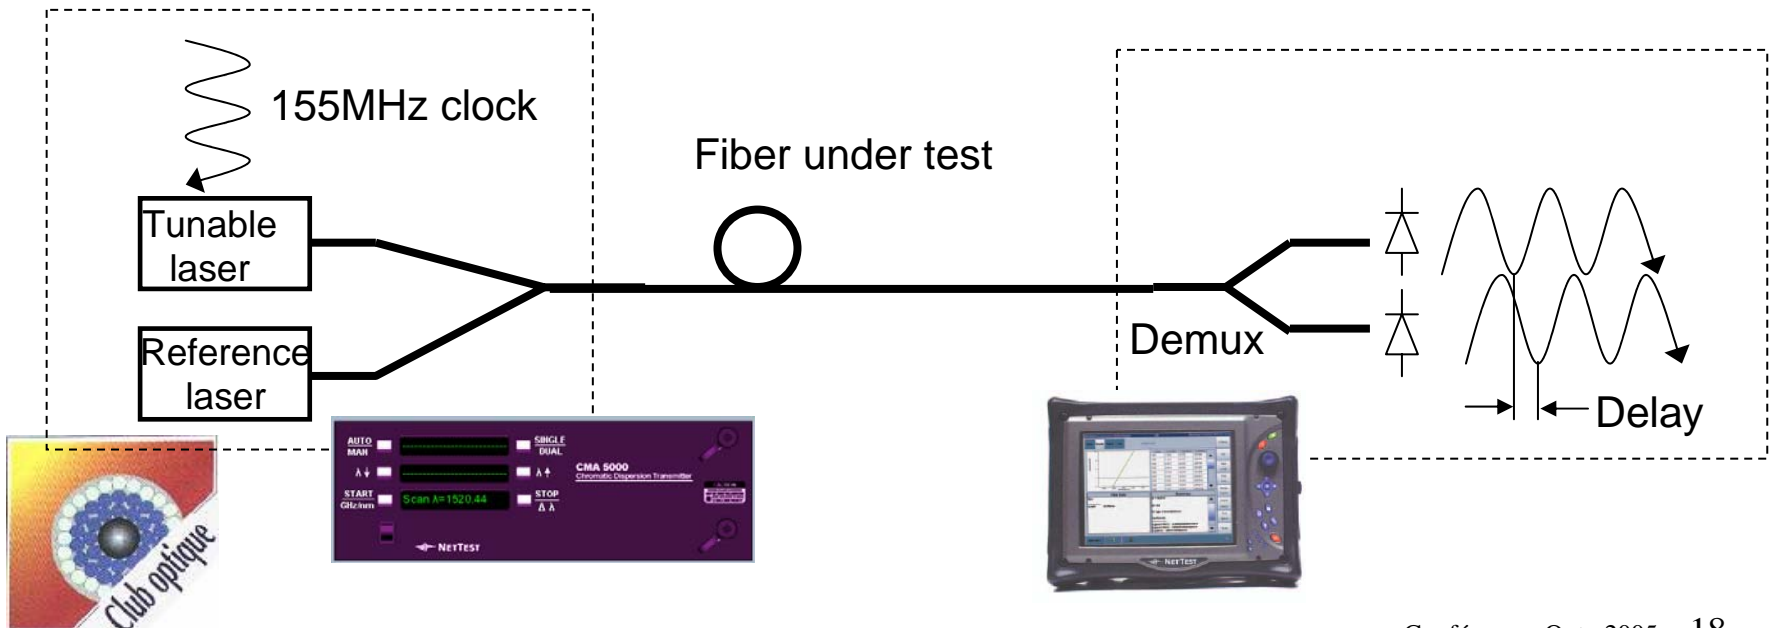 155MHz clock
Fiber under test
Tunable
laser
Reference
laser
Demux
Delay
AUTO
MAN
SINGLE
DUAL
CMA 5000
Chromatic Dispersion Transmitter
λ
λ
START
GHz/nm
Scan λ=1520.44
STOP
Δ λ
NETTEST
NETTEST
Club optique
18